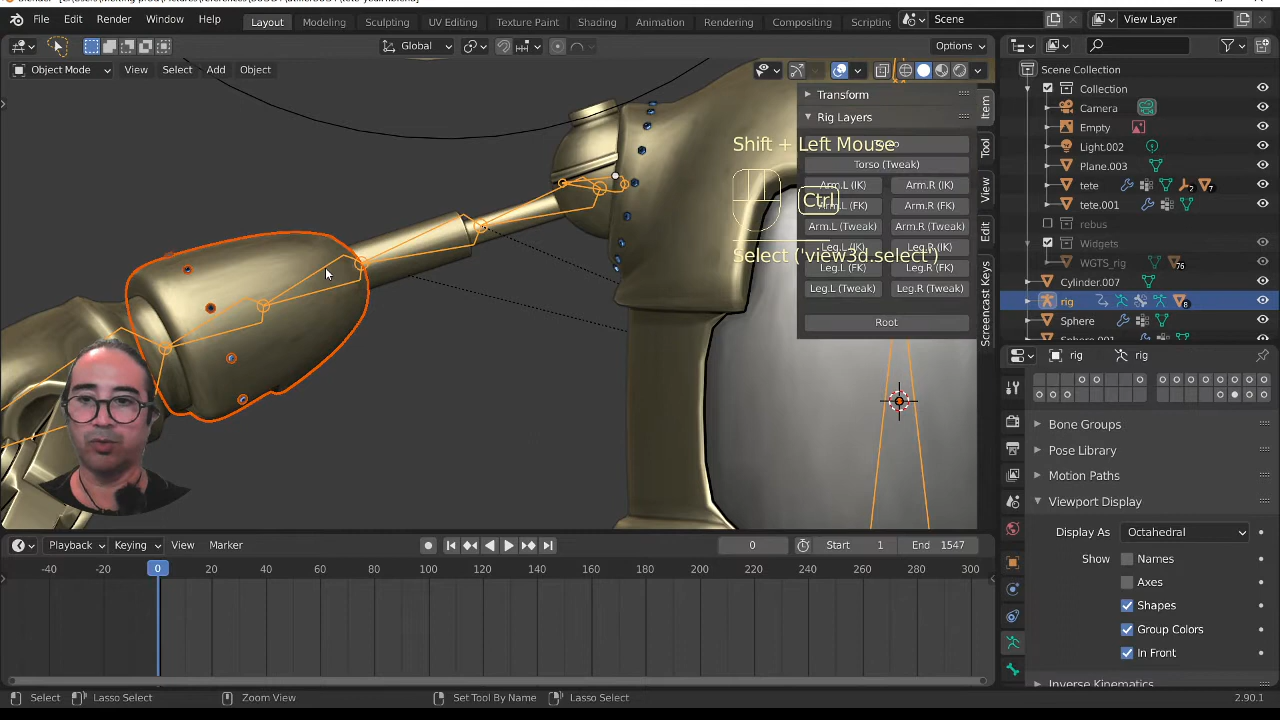 File Edit Render Window Help
Layout Modeling Sculpting UV Editing Texture Paint Shading Animation Rendering Compositing Scripting
Scene View Layer
Global Options
Object Mode View Select Add Object
Transform
Rig Layers
Torso (Tweak)
Arm.L (IK) Arm.R (IK)
Arm.L (FK) Arm.R (FK)
Arm.L (Tweak) Arm.R (Tweak)
Leg.L (IK) Leg.R (IK)
Leg.L (FK) Leg.R (FK)
Leg.L (Tweak) Leg.R (Tweak)
Root
Item
Tool
View
Edit
Screencast Keys
Shift + Left Mouse
Ctrl
Select ('view3d.select')
Scene Collection
Collection
Camera
Empty
Light.002
Plane.003
tete 2 7
tete.001
rebus
Widgets
WGTS_rig 76
Cylinder.007
rig 8
Sphere
Sphere.001
rig rig
Bone Groups
Pose Library
Motion Paths
Viewport Display
Display As Octahedral
Show Names
Axes
Shapes
Group Colors
In Front
Inverse Kinematics
Playback Keying View Marker
0 Start 1 End 1547
-40 -20 0 20 40 60 80 100 120 140 160 180 200 220 240 260 280 300
Select Lasso Select Zoom View Set Tool By Name Lasso Select 2.90.1